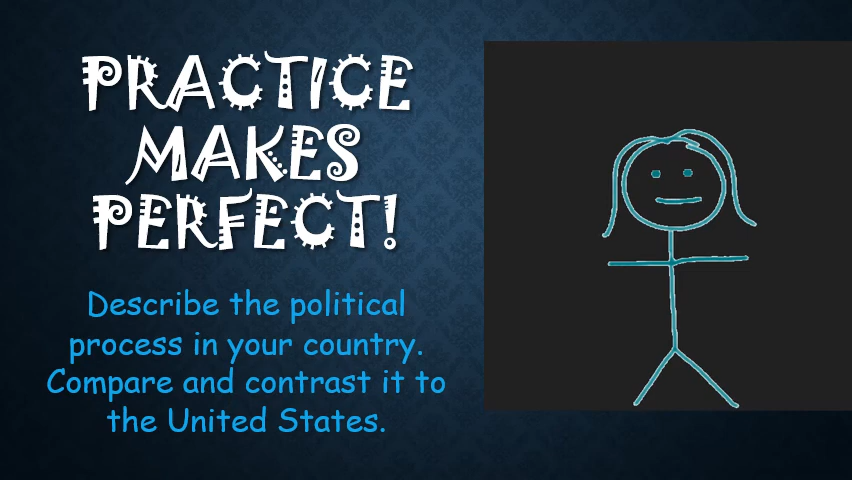 PRACTICE
MAKES
PERFECT!
Describe the political
process in your country.
Compare and contrast it to
the United States.